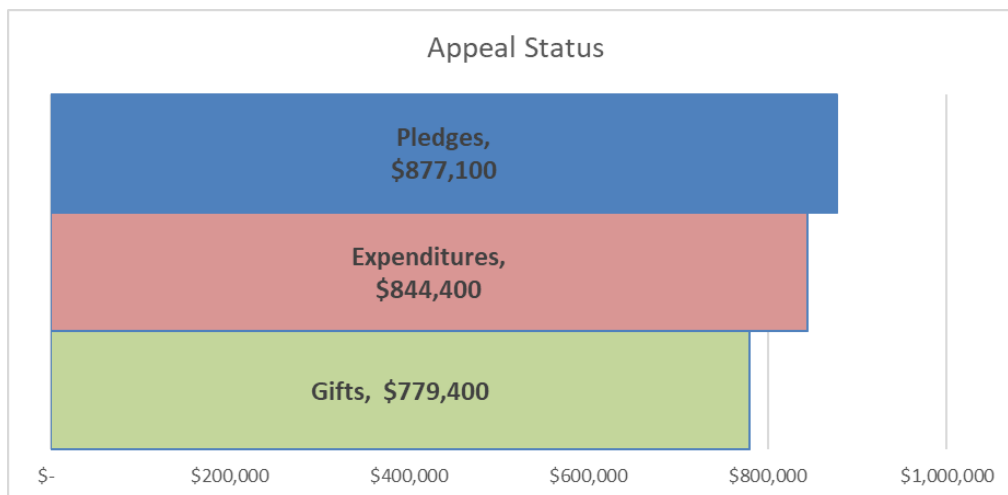 Appeal Status
Pledges,
$877,100
Expenditures,
$844,400
Gifts,  $779,400
$-
$200,000
$400,000
$600,000
$800,000
$1,000,000